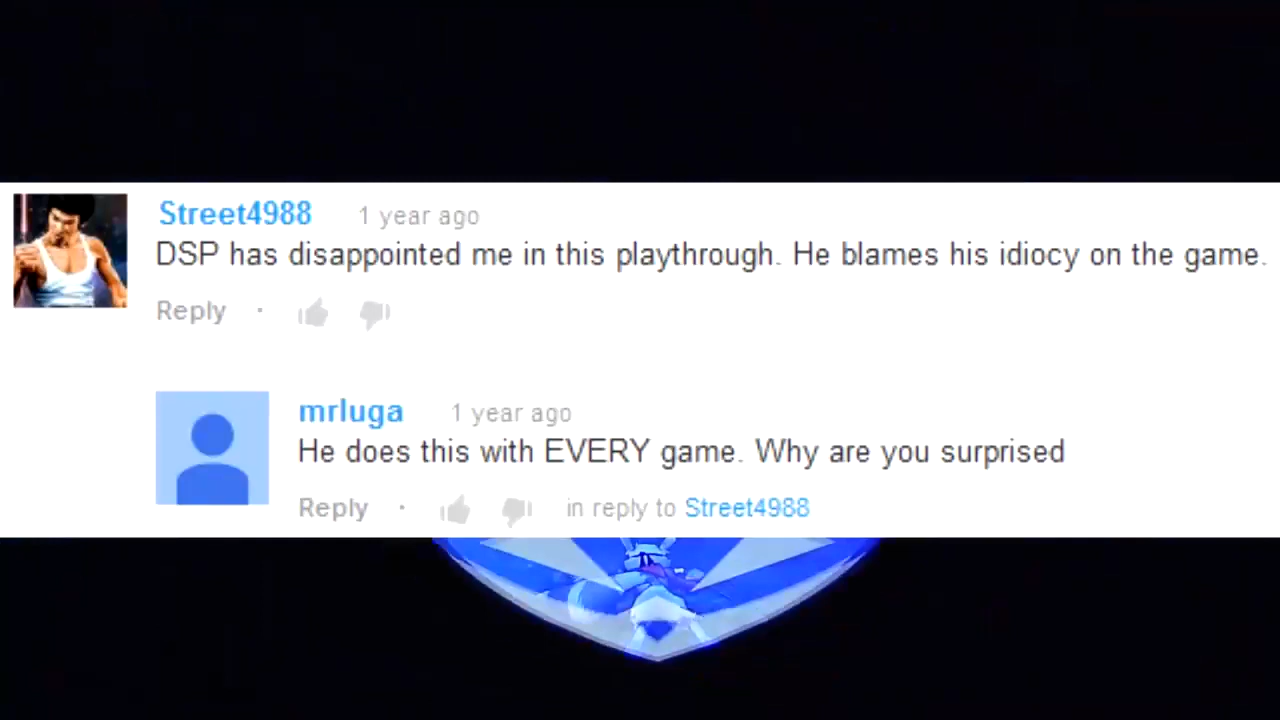 Street4988 1 year ago
DSP has disappointed me in this playthrough. He blames his idiocy on the game.
Reply ·
mrluga 1 year ago
He does this with EVERY game. Why are you surprised
Reply · in reply to Street4988